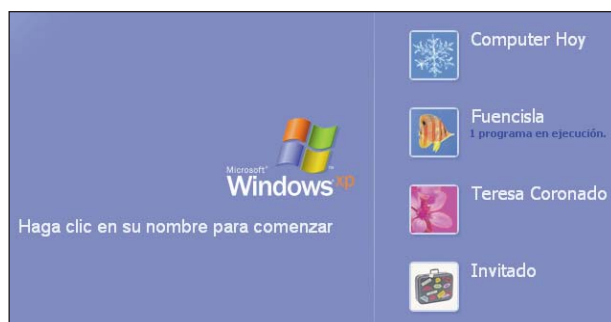 Microsoft®
Windows xp
Haga clic en su nombre para comenzar
Computer Hoy
Fuencisla
1 programa en ejecución.
Teresa Coronado
Invitado